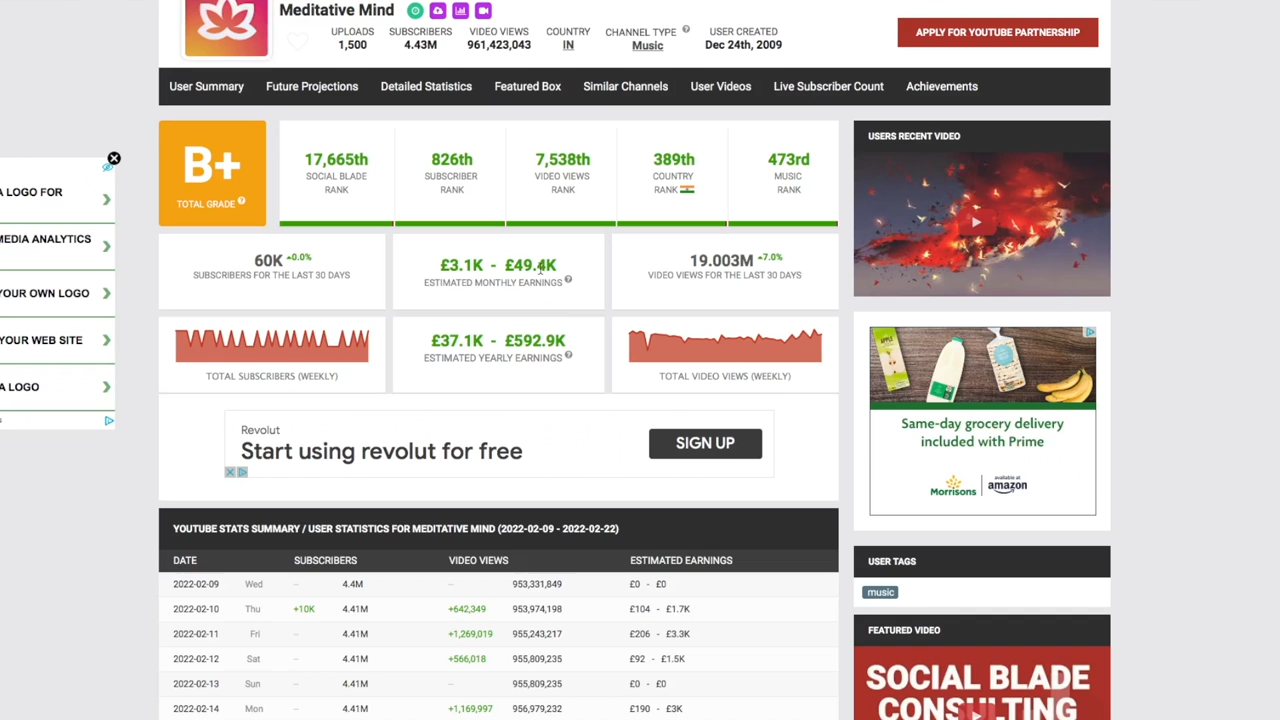 Meditative Mind
UPLOADS
1,500
SUBSCRIBERS
4.43M
VIDEO VIEWS
961,423,043
COUNTRY
IN
CHANNEL TYPE
Music
USER CREATED
Dec 24th, 2009
APPLY FOR YOUTUBE PARTNERSHIP
User Summary
Future Projections
Detailed Statistics
Featured Box
Similar Channels
User Videos
Live Subscriber Count
Achievements
A LOGO FOR
MEDIA ANALYTICS
YOUR OWN LOGO
YOUR WEB SITE
A LOGO
B+
TOTAL GRADE
17,665th
SOCIAL BLADE
RANK
826th
SUBSCRIBER
RANK
7,538th
VIDEO VIEWS
RANK
389th
COUNTRY
RANK
473rd
MUSIC
RANK
60K +0.0%
SUBSCRIBERS FOR THE LAST 30 DAYS
£3.1K - £49.4K
ESTIMATED MONTHLY EARNINGS
19.003M +7.0%
VIDEO VIEWS FOR THE LAST 30 DAYS
TOTAL SUBSCRIBERS (WEEKLY)
£37.1K - £592.9K
ESTIMATED YEARLY EARNINGS
TOTAL VIDEO VIEWS (WEEKLY)
Revolut
Start using revolut for free
SIGN UP
YOUTUBE STATS SUMMARY / USER STATISTICS FOR MEDITATIVE MIND (2022-02-09 - 2022-02-22)
DATE SUBSCRIBERS VIDEO VIEWS ESTIMATED EARNINGS
2022-02-09 Wed -- 4.4M -- 953,331,849 £0 - £0
2022-02-10 Thu +10K 4.41M +642,349 953,974,198 £104 - £1.7K
2022-02-11 Fri -- 4.41M +1,269,019 955,243,217 £206 - £3.3K
2022-02-12 Sat -- 4.41M +566,018 955,809,235 £92 - £1.5K
2022-02-13 Sun -- 4.41M -- 955,809,235 £0 - £0
2022-02-14 Mon -- 4.41M +1,169,997 956,979,232 £190 - £3K
USERS RECENT VIDEO
APPLE
Same-day grocery delivery
included with Prime
Morrisons
available at
amazon
USER TAGS
music
FEATURED VIDEO
SOCIAL BLADE
CONSULTING